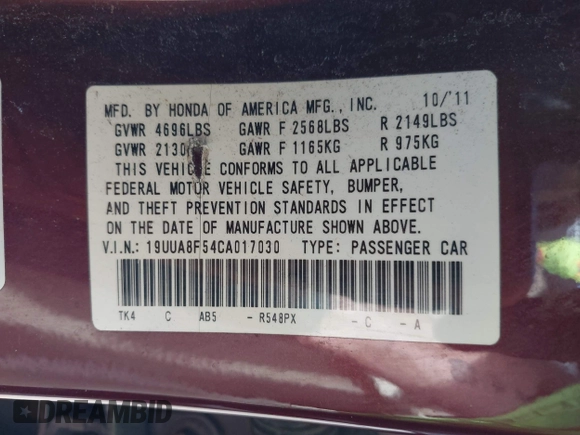 MFD. BY HONDA OF AMERICA MFG., INC. 10/'11
GVWR 4696LBS GAWR F 2568LBS R 2149LBS
GVWR 2130 GAWR F 1165KG R 975KG
THIS VEHICLE CONFORMS TO ALL APPLICABLE
FEDERAL MOTOR VEHICLE SAFETY, BUMPER,
AND THEFT PREVENTION STANDARDS IN EFFECT
ON THE DATE OF MANUFACTURE SHOWN ABOVE.
V.I.N.: 19UUA8F54CA017030 TYPE: PASSENGER CAR
TK4 C AB5 - R548PX - C - A
DREAMBID